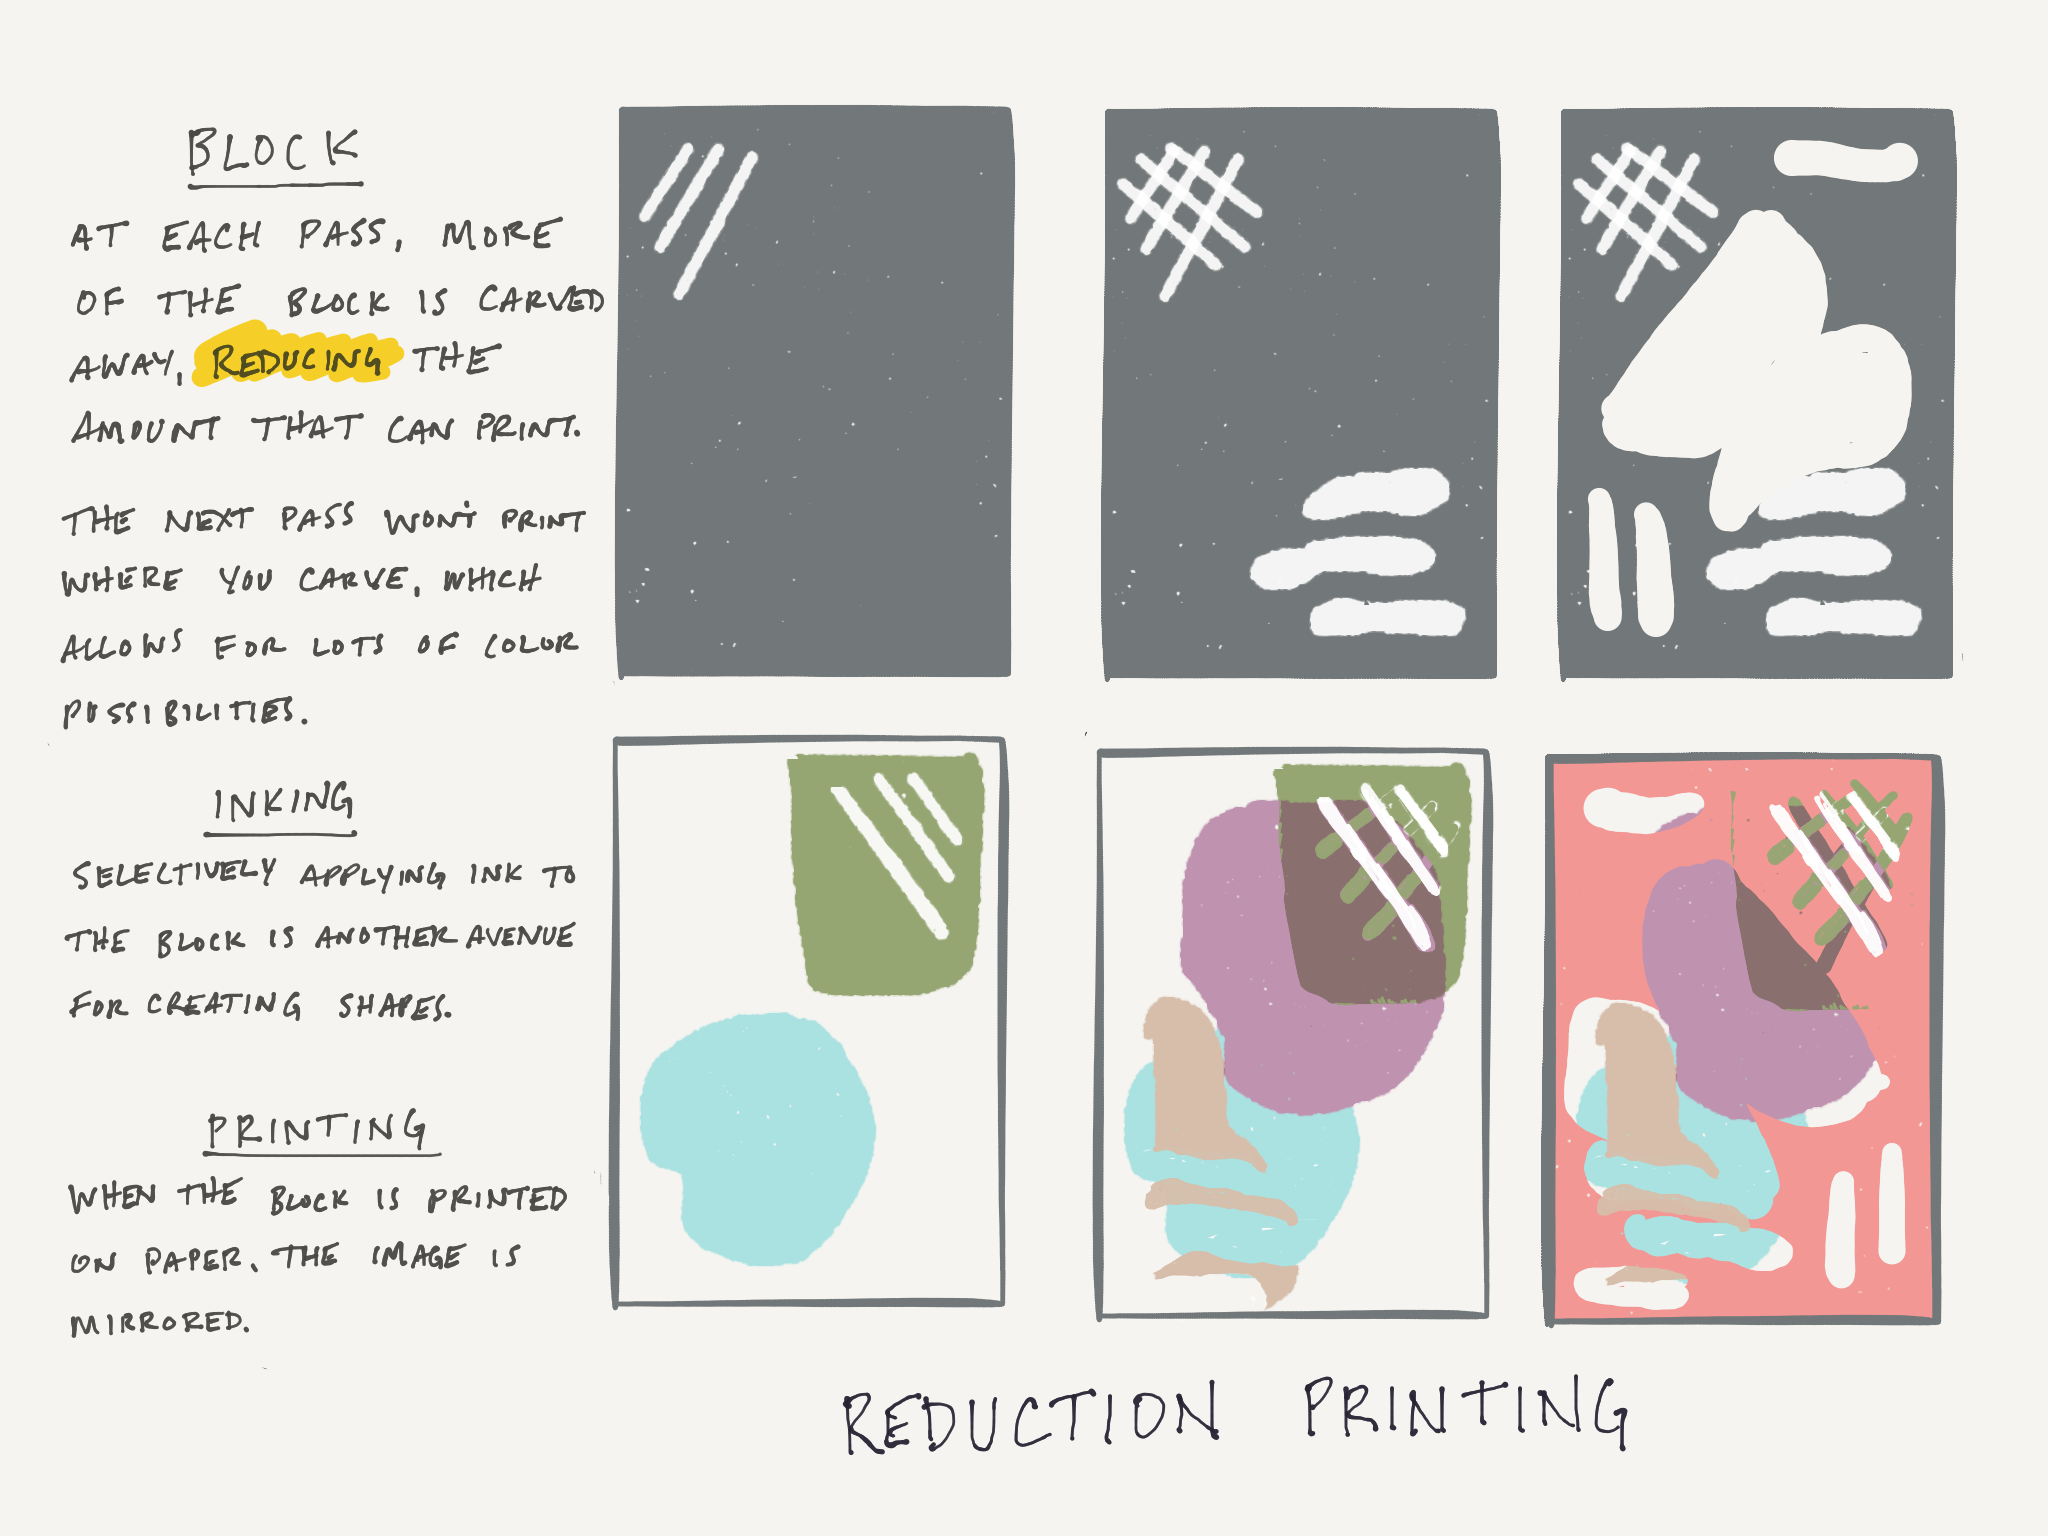 BLOCK
AT EACH PASS, MORE
OF THE BLOCK IS CARVED
AWAY, REDUCING THE
AMOUNT THAT CAN PRINT.
THE NEXT PASS WON'T PRINT
WHERE YOU CARVE, WHICH
ALLOWS FOR LOTS OF COLOR
POSSIBILITIES.
INKING
SELECTIVELY APPLYING INK TO
THE BLOCK IS ANOTHER AVENUE
FOR CREATING SHAPES.
PRINTING
WHEN THE BLOCK IS PRINTED
ON PAPER, THE IMAGE IS
MIRRORED.
REDUCTION PRINTING